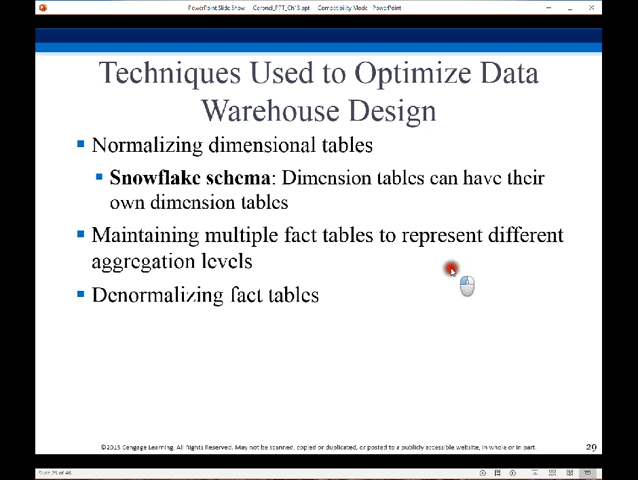 PowerPoint Slide Show - Coronel_PPT_Ch13.ppt - Compatibility Mode - PowerPoint
Techniques Used to Optimize Data
Warehouse Design
Normalizing dimensional tables
Snowflake schema: Dimension tables can have their
own dimension tables
Maintaining multiple fact tables to represent different
aggregation levels
Denormalizing fact tables
©2015 Cengage Learning. All Rights Reserved. May not be scanned, copied or duplicated, or posted to a publicly accessible website, in whole or in part.
29